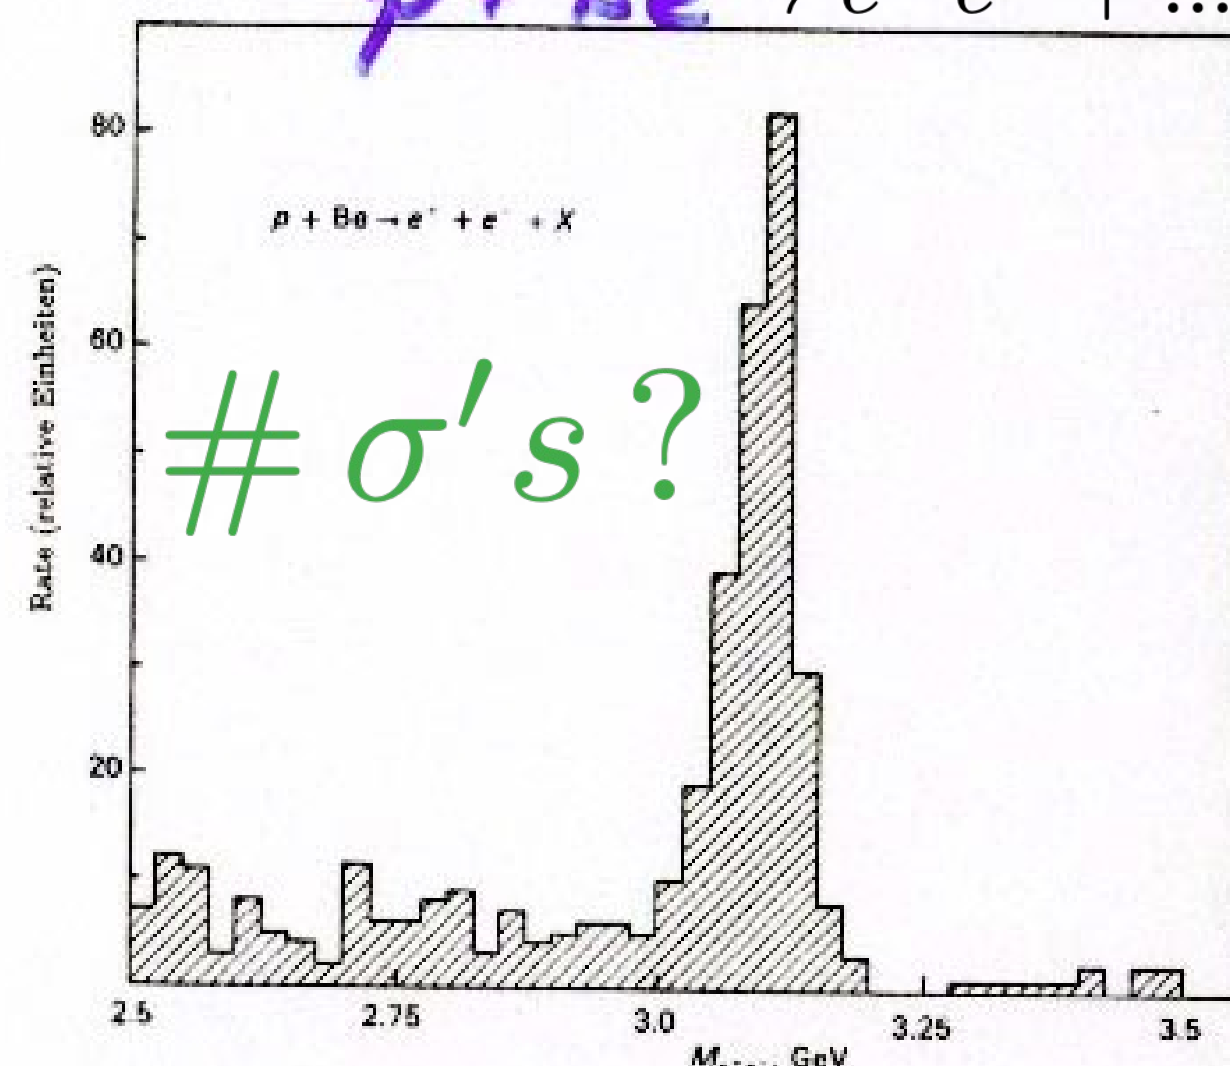 80
p + Be → e⁺ + e⁻ + X
Rate (relative Einheiten)
60
# σ′s ?
40
20
2.5 2.75 3.0 3.25 3.5
GeV